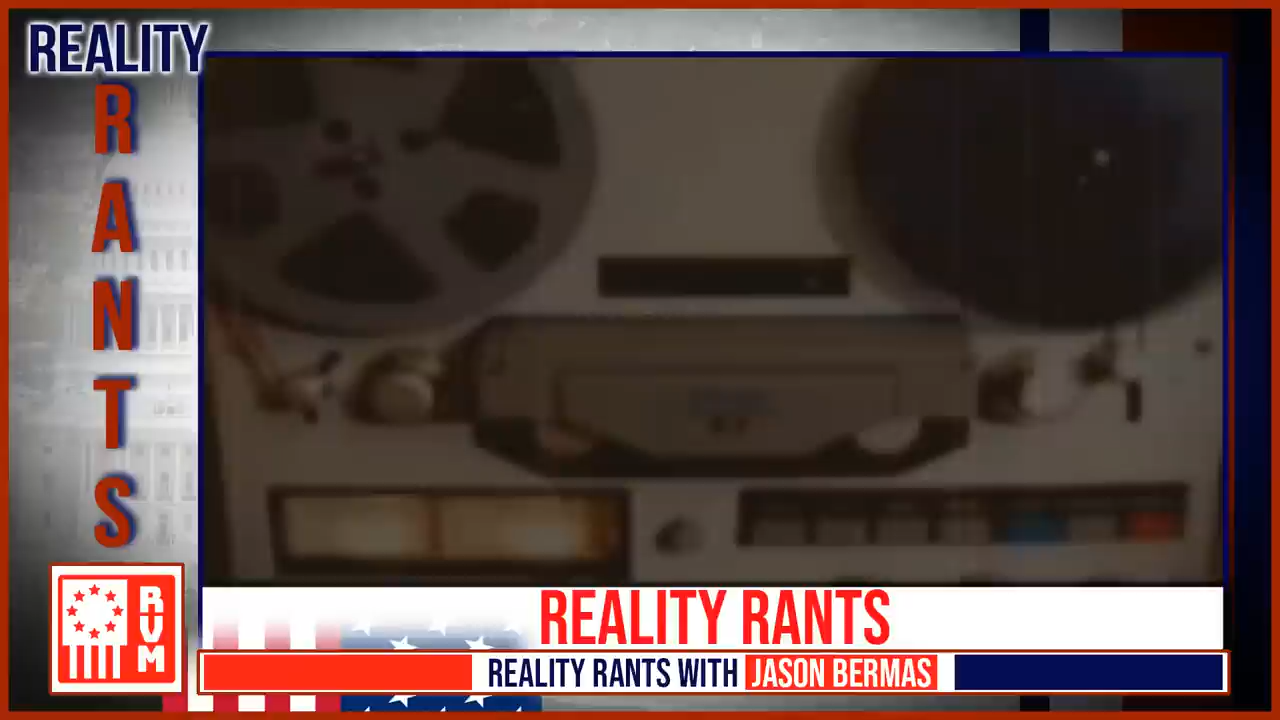 REALITY
RANTS
RVM
REALITY RANTS
REALITY RANTS WITH JASON BERMAS